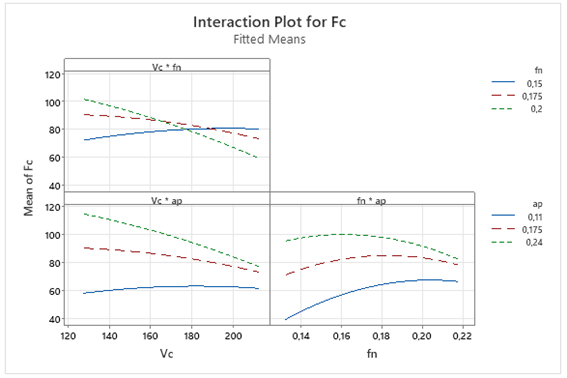 Interaction Plot for Fc
Fitted Means
Vc * fn
fn
0,15
0,175
0,2
120
100
80
60
40
Mean of Fc
Vc * ap
fn * ap
ap
0,11
0,175
0,24
120
100
80
60
40
120 140 160 180 200
0,14 0,16 0,18 0,20 0,22
Vc
fn